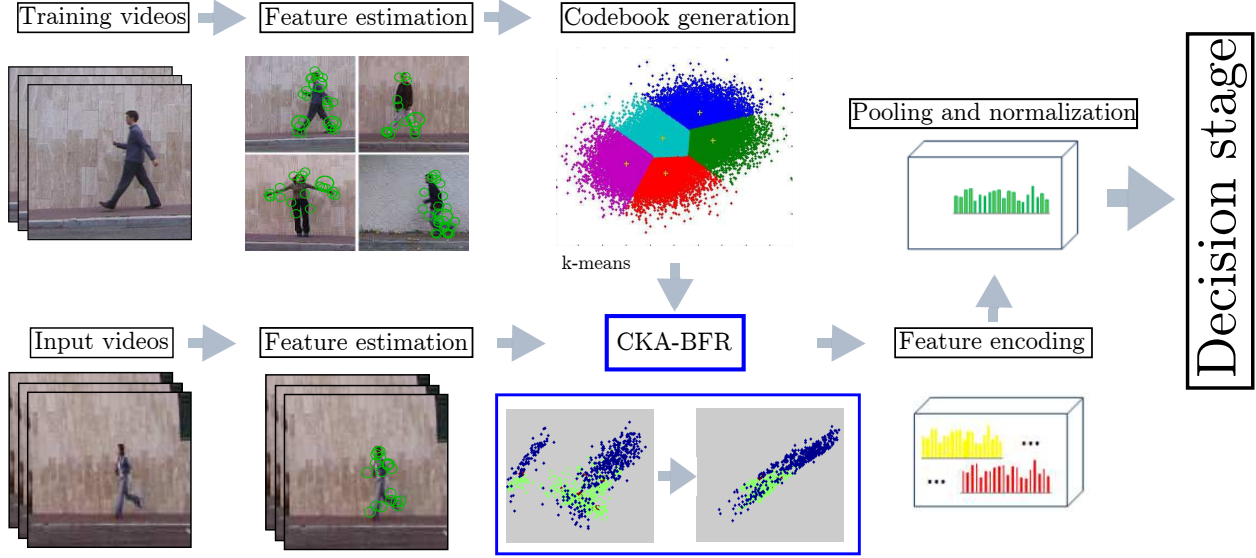 Training videos
Feature estimation
Codebook generation
Pooling and normalization
Decision stage
k-means
Input videos
Feature estimation
CKA-BFR
Feature encoding
...
...